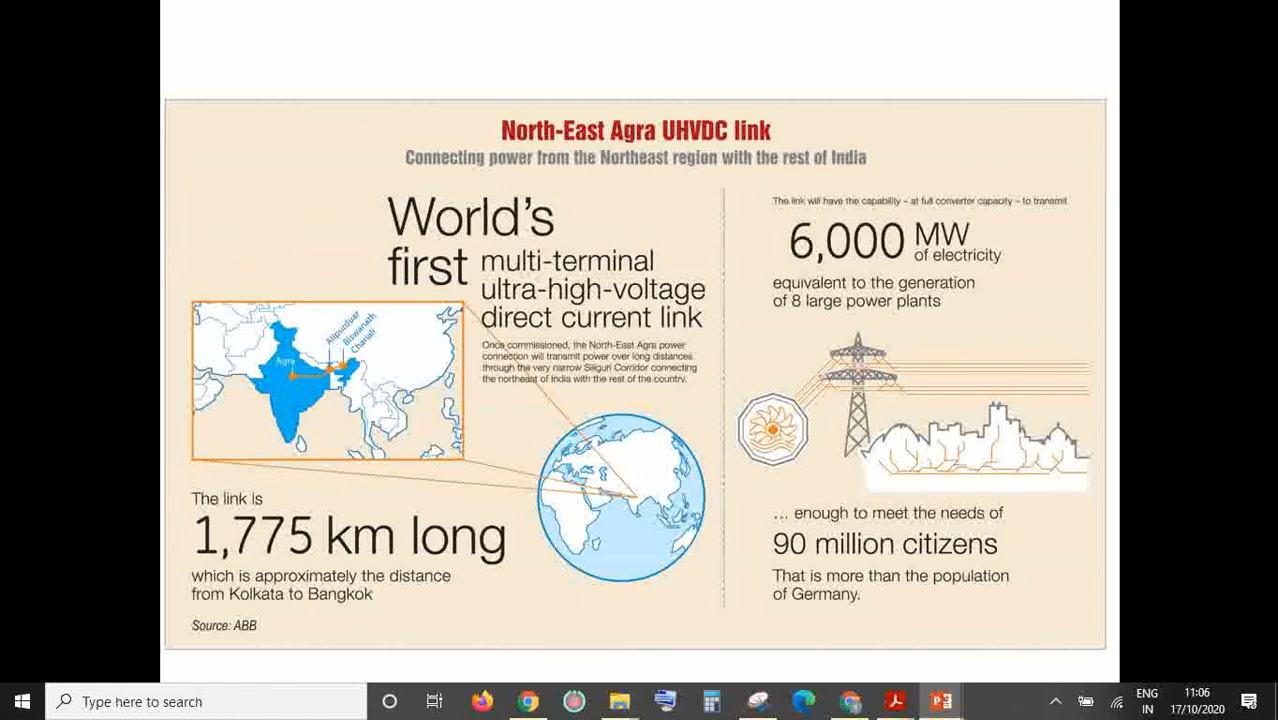 North-East Agra UHVDC link
Connecting power from the Northeast region with the rest of India
World's
first
multi-terminal
ultra-high-voltage
direct current link
Once commissioned, the North-East Agra power
connection will transmit power over long distances
through the very narrow Siliguri Corridor connecting
the northeast of India with the rest of the country.
Agra
Alipurduar
Biswanath
Chariali
The link is
1,775 km long
which is approximately the distance
from Kolkata to Bangkok
Source: ABB
The link will have the capability – at full converter capacity – to transmit
6,000 MW
of electricity
equivalent to the generation
of 8 large power plants
... enough to meet the needs of
90 million citizens
That is more than the population
of Germany.
Type here to search
ENG
IN
11:06
17/10/2020